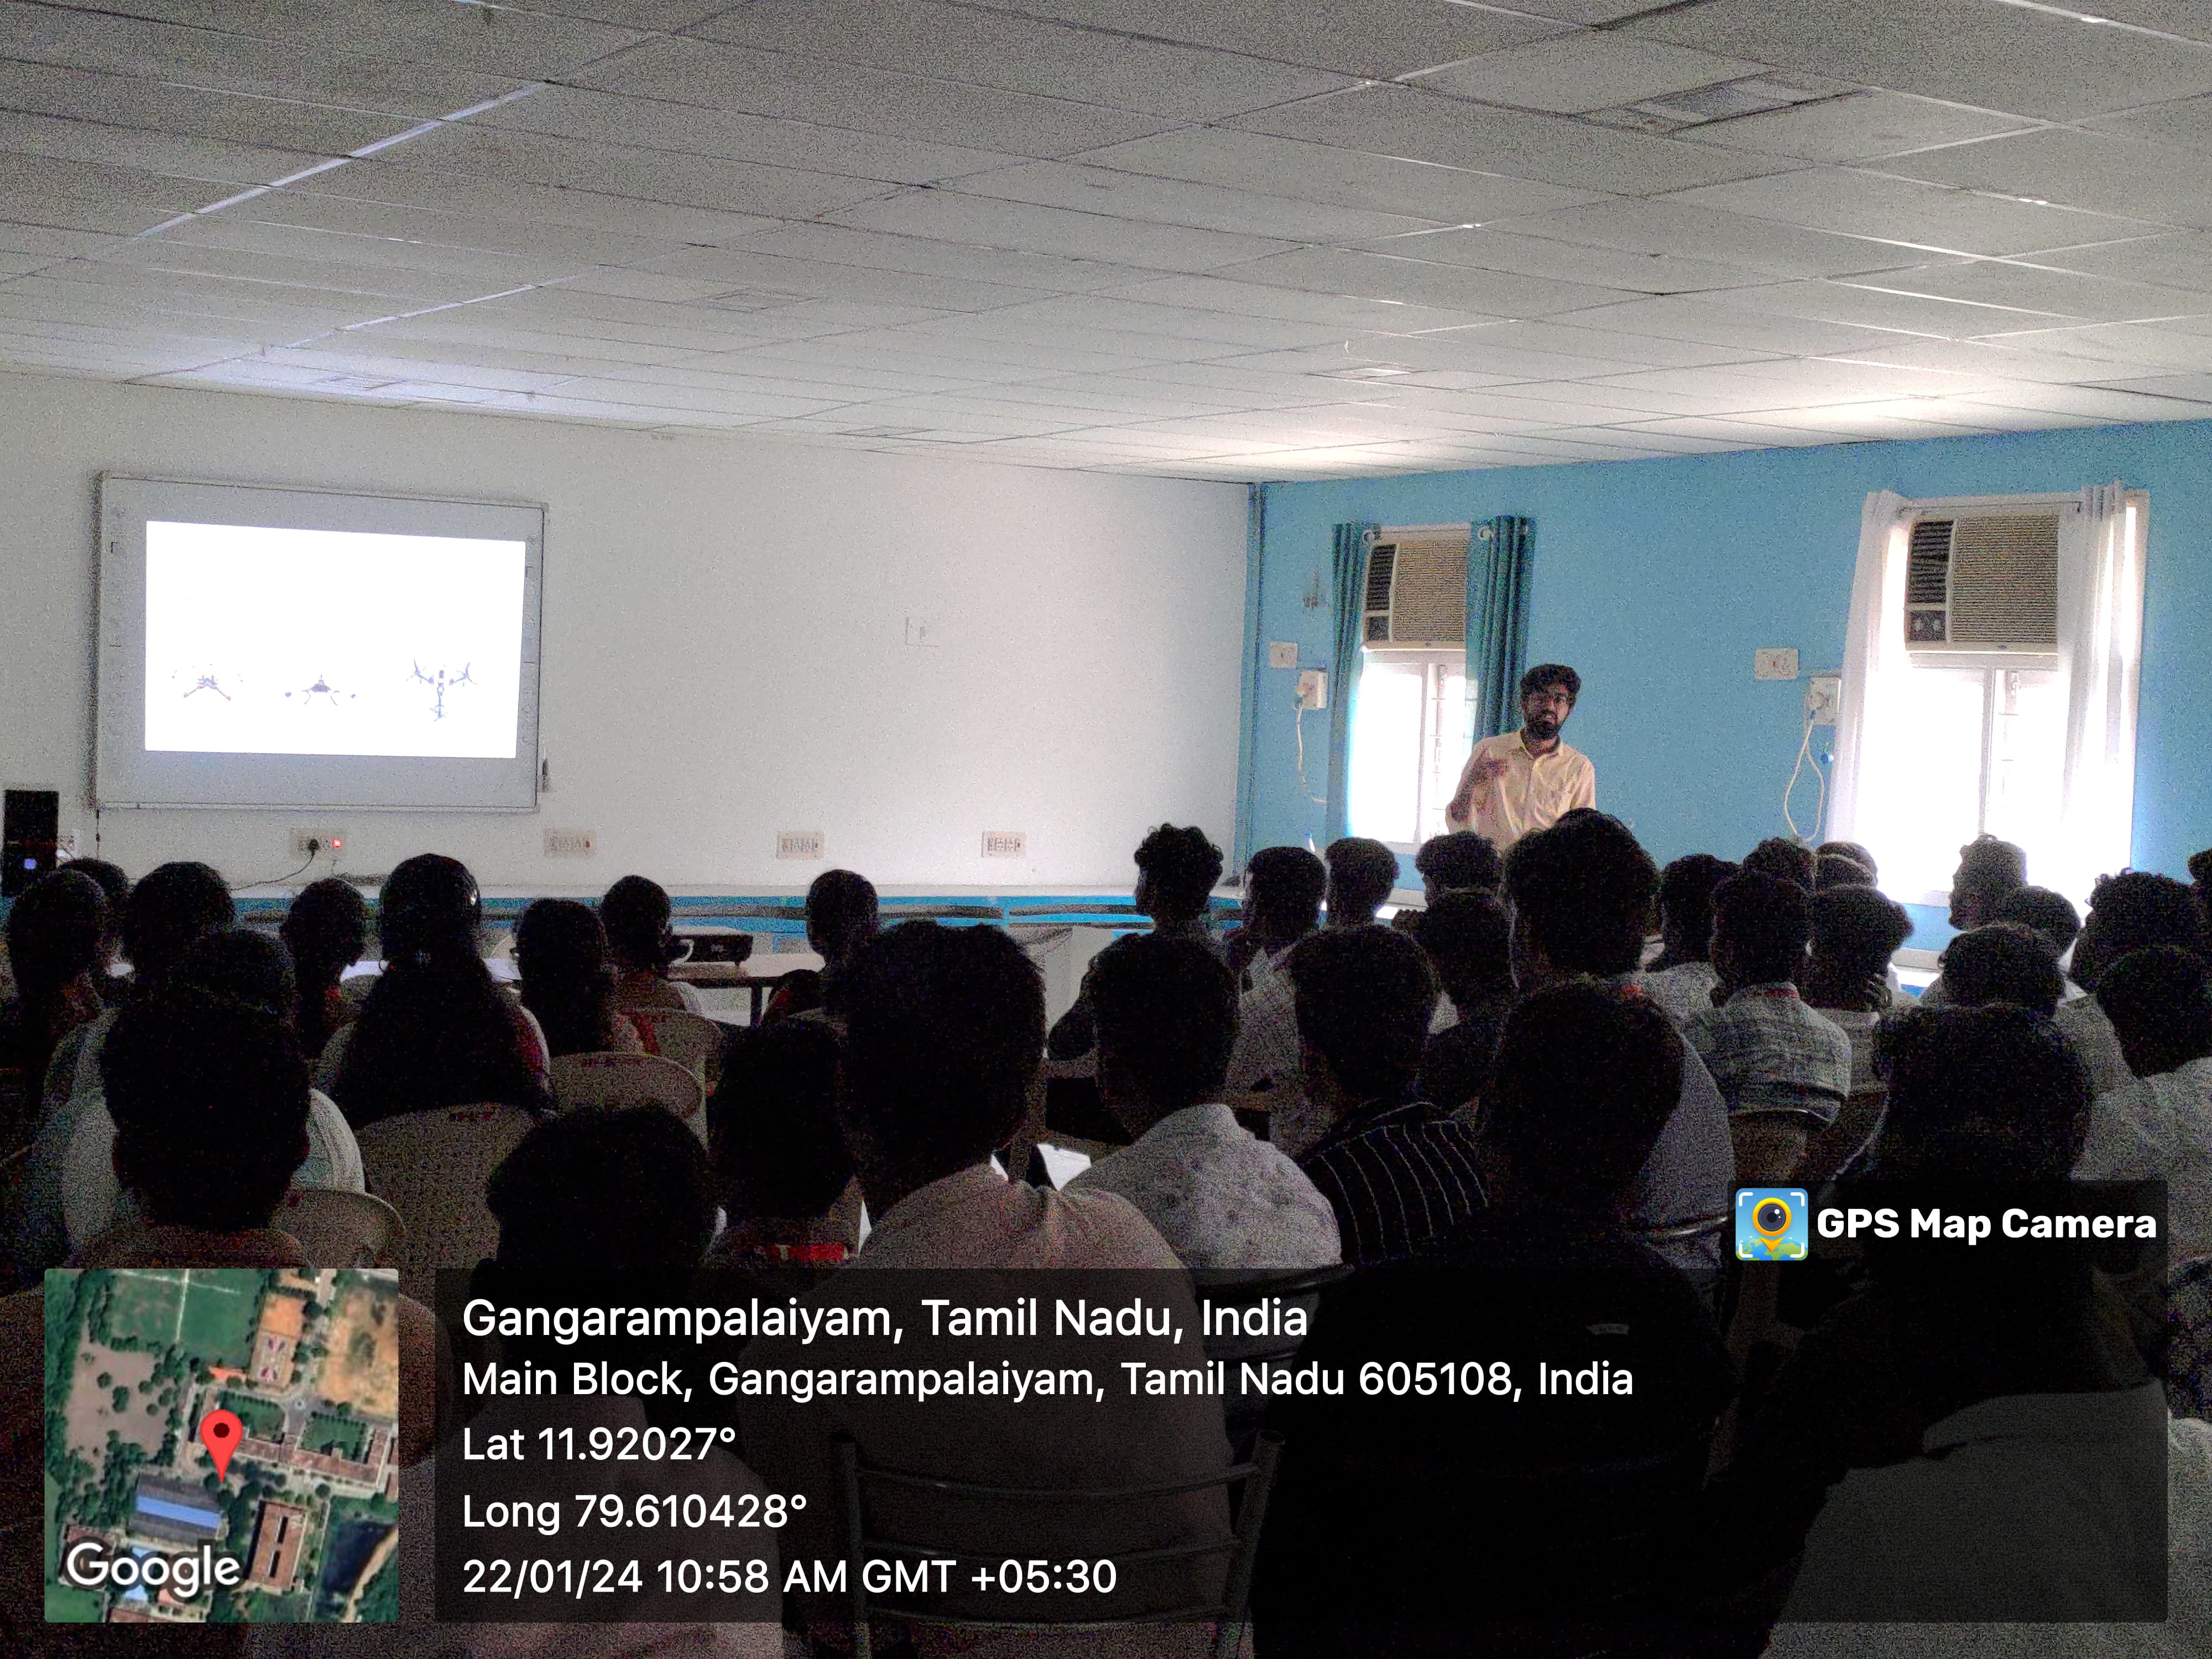 GPS Map Camera
Gangarampalaiyam, Tamil Nadu, India
Main Block, Gangarampalaiyam, Tamil Nadu 605108, India
Lat 11.92027°
Long 79.610428°
22/01/24 10:58 AM GMT +05:30
Google